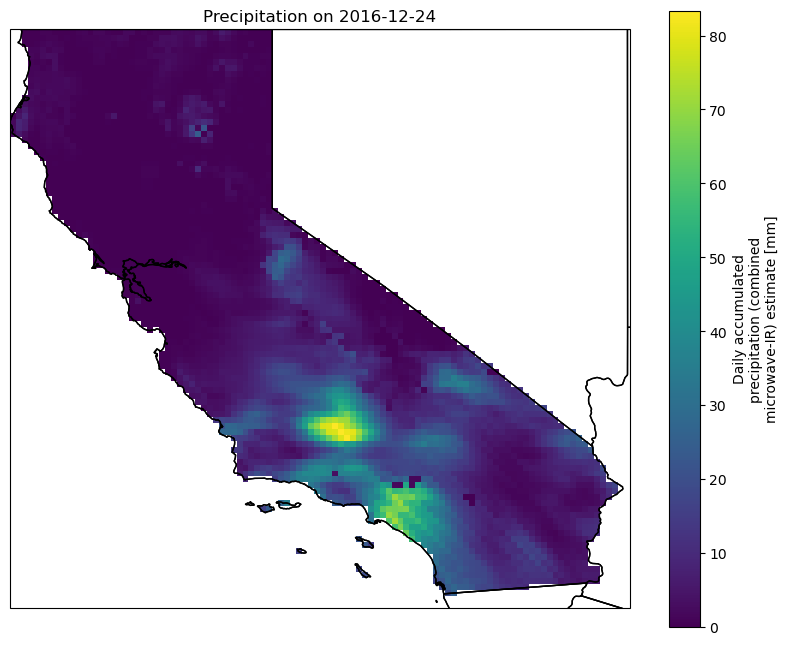 Precipitation on 2016-12-24
80
70
60
50
40
30
20
10
0
Daily accumulated
precipitation (combined
microwave-IR) estimate [mm]